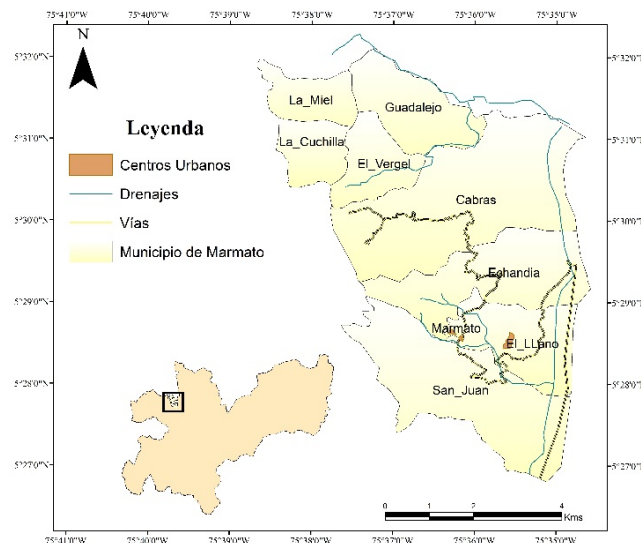 75°41'0"W 75°40'0"W 75°39'0"W 75°38'0"W 75°37'0"W 75°36'0"W 75°35'0"W
N
5°32'0"N 5°32'0"N
La_Miel
Guadalejo
Leyenda
5°31'0"N 5°31'0"N
La_Cuchilla
El_Vergel
Centros Urbanos
Drenajes
Cabras
5°30'0"N 5°30'0"N
Vías
Municipio de Marmato
Echandia
5°29'0"N 5°29'0"N
Marmato
El_LLano
5°28'0"N 5°28'0"N
San_Juan
5°27'0"N 5°27'0"N
0 1 2 4
Kms
75°41'0"W 75°40'0"W 75°39'0"W 75°38'0"W 75°37'0"W 75°36'0"W 75°35'0"W